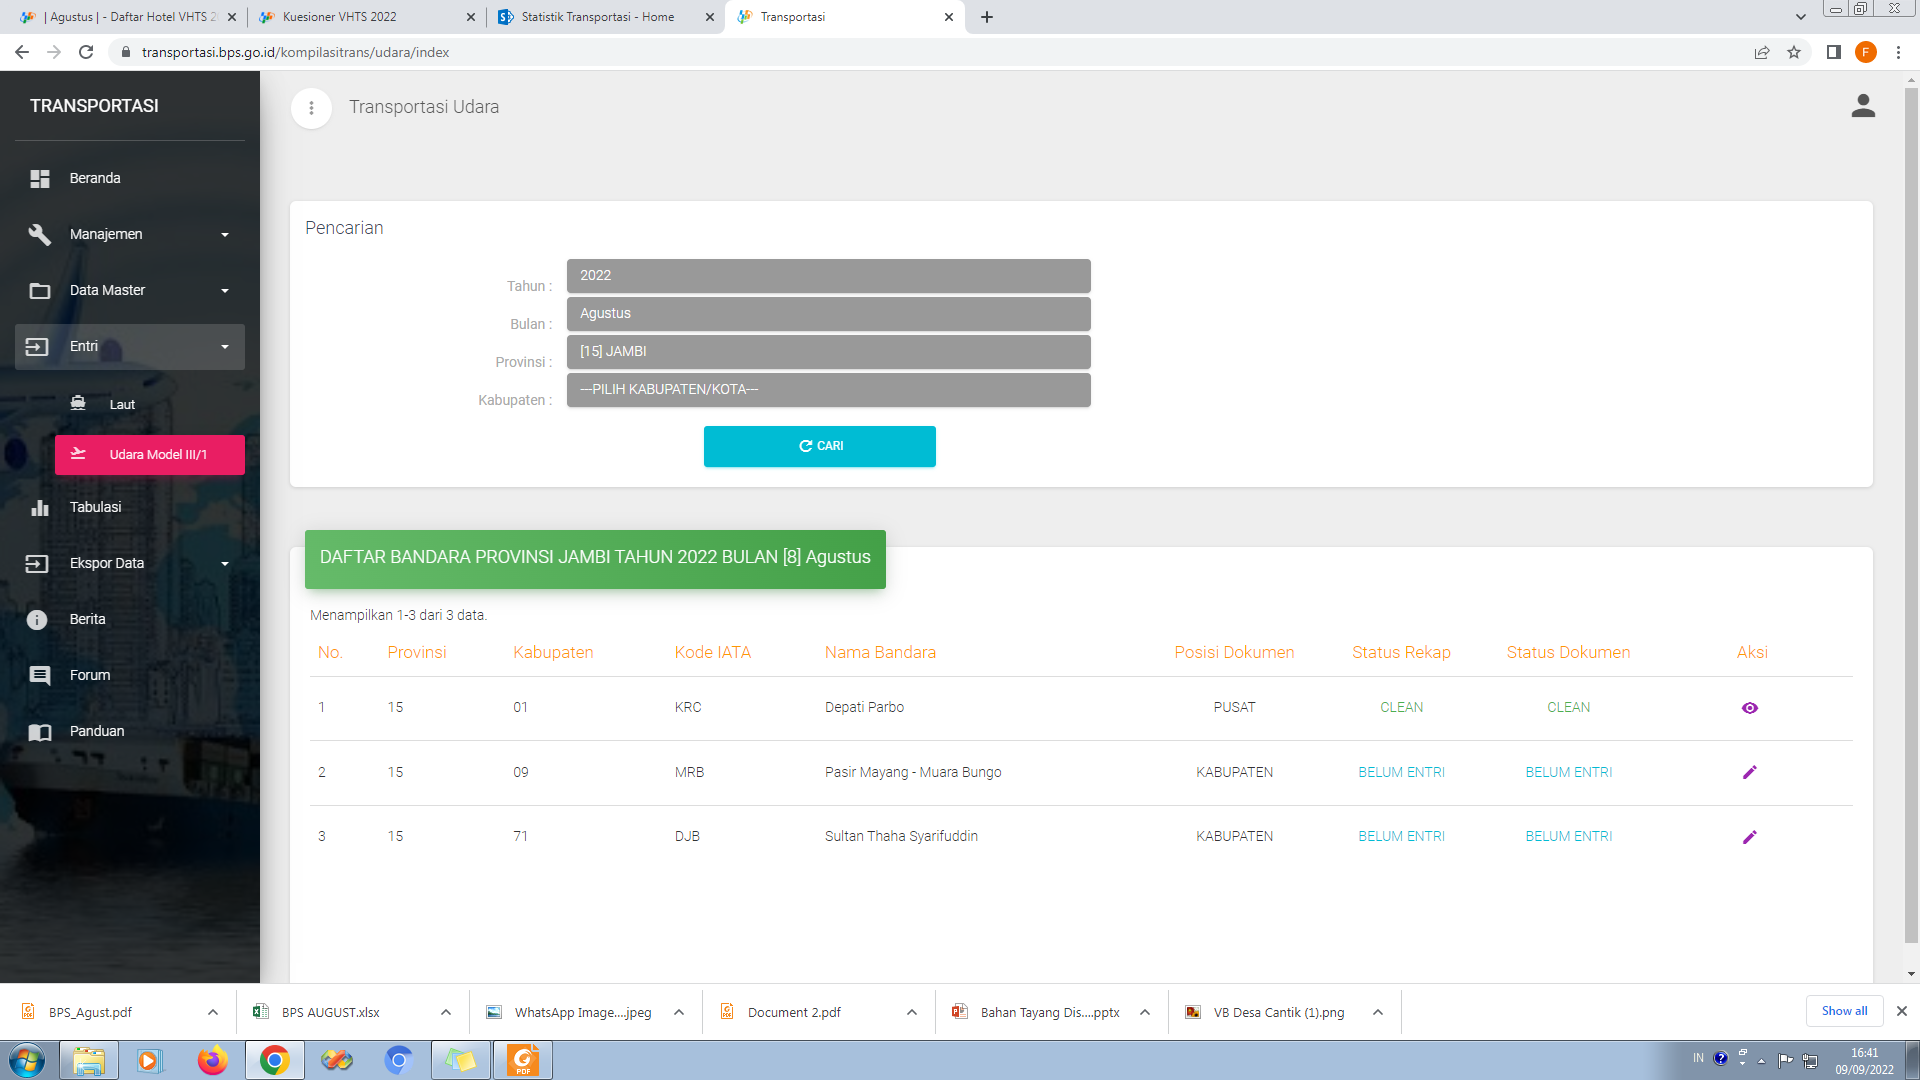 | Agustus | - Daftar Hotel VHTS 2
Kuesioner VHTS 2022
Statistik Transportasi - Home
Transportasi
transportasi.bps.go.id/kompilasitrans/udara/index
F
TRANSPORTASI
Beranda
Manajemen
Data Master
Entri
Laut
Udara Model III/1
Tabulasi
Ekspor Data
Berita
Forum
Panduan
Transportasi Udara
Pencarian
Tahun : 2022
Bulan : Agustus
Provinsi : [15] JAMBI
Kabupaten : ---PILIH KABUPATEN/KOTA---
CARI
DAFTAR BANDARA PROVINSI JAMBI TAHUN 2022 BULAN [8] Agustus
Menampilkan 1-3 dari 3 data.
No. Provinsi Kabupaten Kode IATA Nama Bandara Posisi Dokumen Status Rekap Status Dokumen Aksi
1 15 01 KRC Depati Parbo PUSAT CLEAN CLEAN
2 15 09 MRB Pasir Mayang - Muara Bungo KABUPATEN BELUM ENTRI BELUM ENTRI
3 15 71 DJB Sultan Thaha Syarifuddin KABUPATEN BELUM ENTRI BELUM ENTRI
BPS_Agust.pdf
BPS AUGUST.xlsx
WhatsApp Image....jpeg
Document 2.pdf
Bahan Tayang Dis....pptx
VB Desa Cantik (1).png
Show all
PDF
IN
16:41
09/09/2022